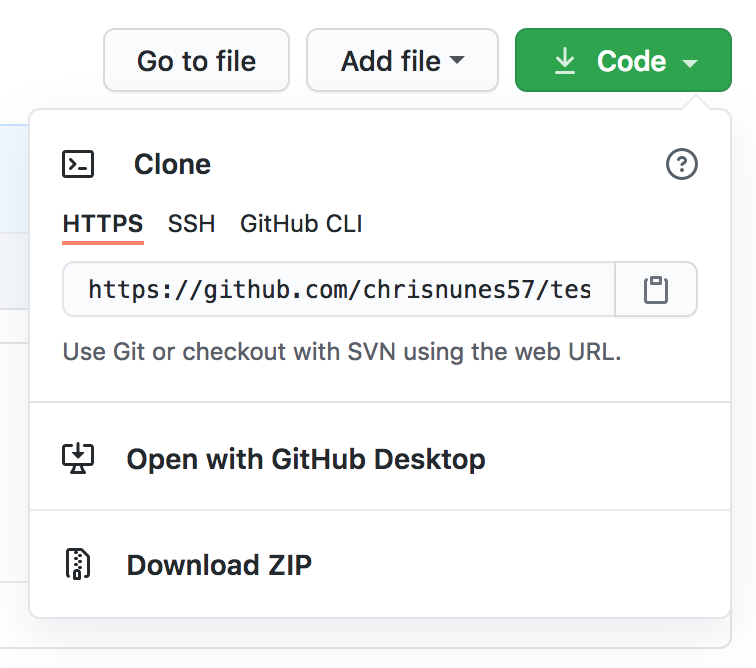 Go to file Add file Code
Clone
HTTPS SSH GitHub CLI
https://github.com/chrisnunes57/tes
Use Git or checkout with SVN using the web URL.
Open with GitHub Desktop
Download ZIP